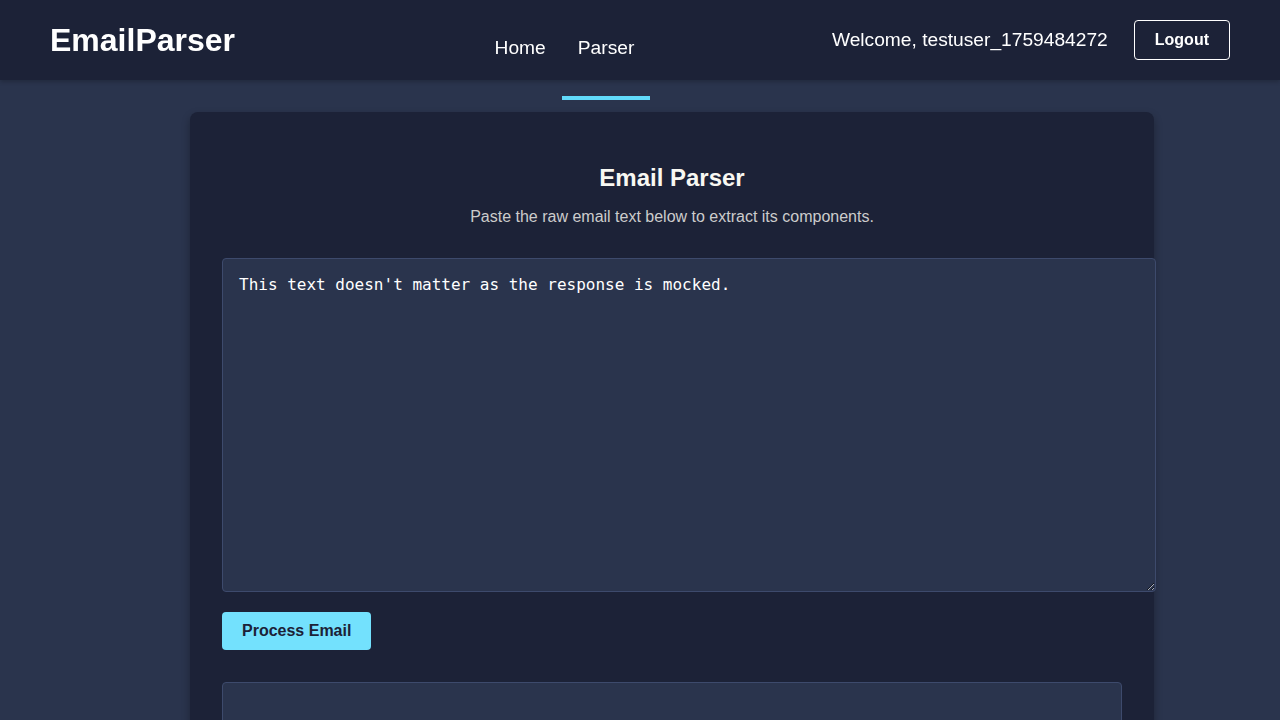 EmailParser
Home
Parser
Welcome, testuser_1759484272
Logout
Email Parser
Paste the raw email text below to extract its components.
This text doesn't matter as the response is mocked.
Process Email